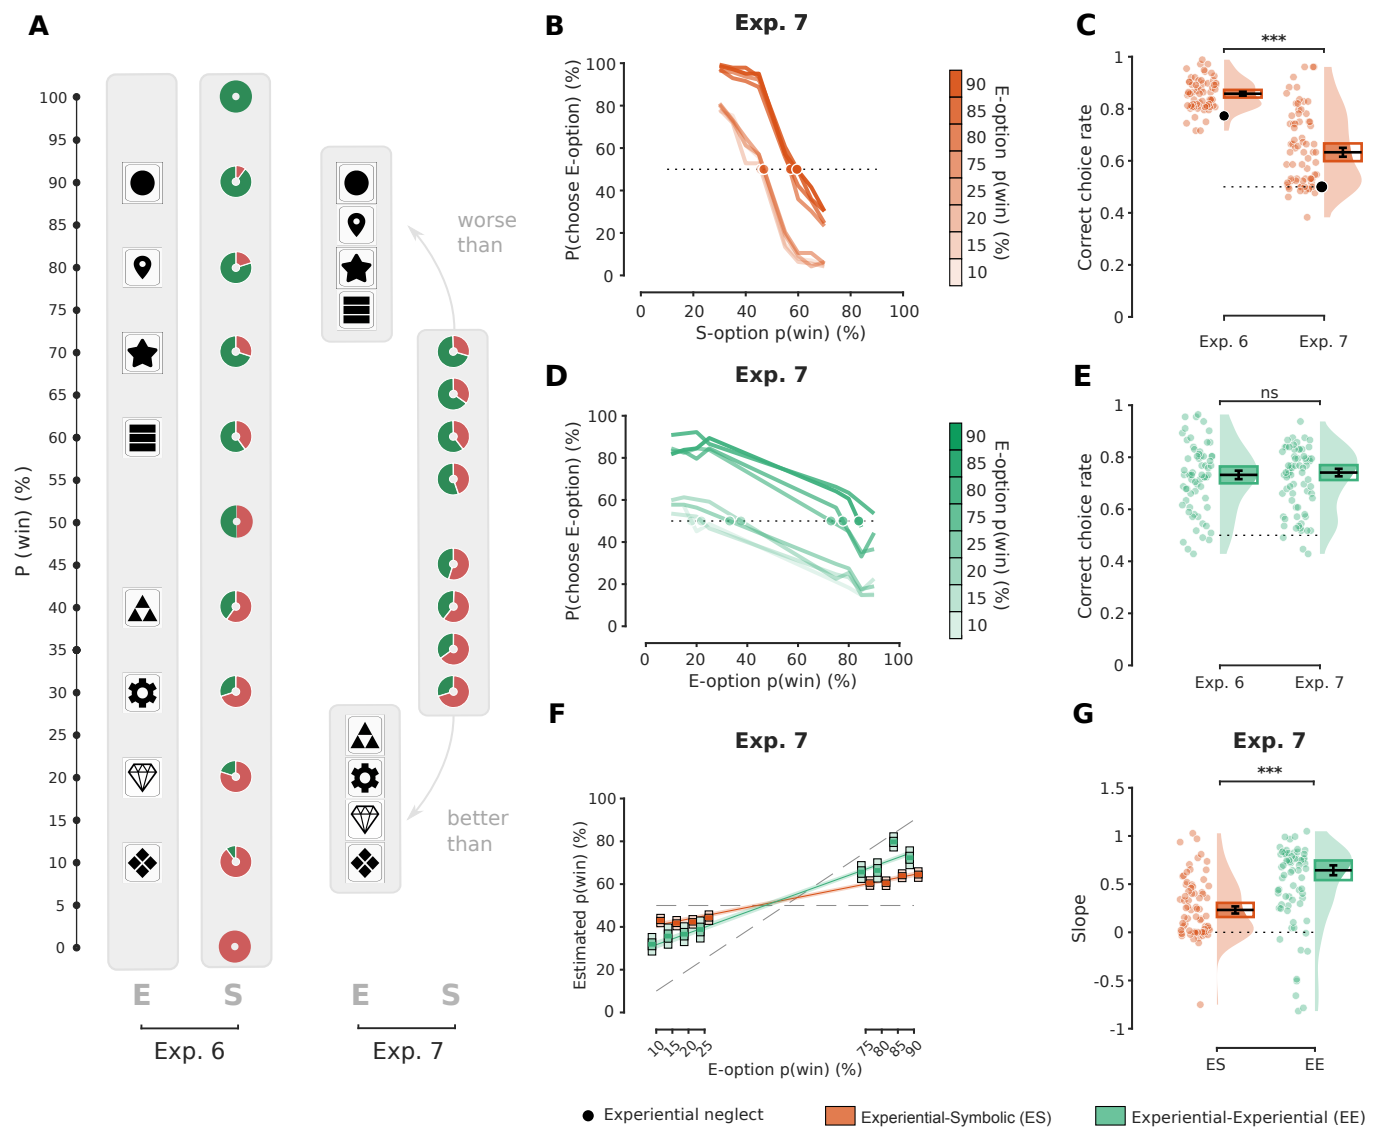 A
P (win) (%)
100
95
90
85
80
75
70
65
60
55
50
45
40
35
30
25
20
15
10
5
0
worse
than
better
than
E
S
E
S
Exp. 6
Exp. 7
B
Exp. 7
P(choose E-option) (%)
100
80
60
40
20
0
0
20
40
60
80
100
S-option p(win) (%)
90
85
80
75
25
20
15
10
E-option p(win) (%)
C
***
Correct choice rate
1
0.8
0.6
0.4
0.2
0
Exp. 6
Exp. 7
D
Exp. 7
P(choose E-option) (%)
100
80
60
40
20
0
0
20
40
60
80
100
E-option p(win) (%)
90
85
80
75
25
20
15
10
E-option p(win) (%)
E
ns
Correct choice rate
1
0.8
0.6
0.4
0.2
0
Exp. 6
Exp. 7
F
Exp. 7
Estimated p(win) (%)
100
80
60
40
20
0
10
15
20
25
75
80
85
90
E-option p(win) (%)
G
Exp. 7
***
Slope
1.5
1
0.5
0
-0.5
-1
ES
EE
Experiential neglect
Experiential-Symbolic (ES)
Experiential-Experiential (EE)